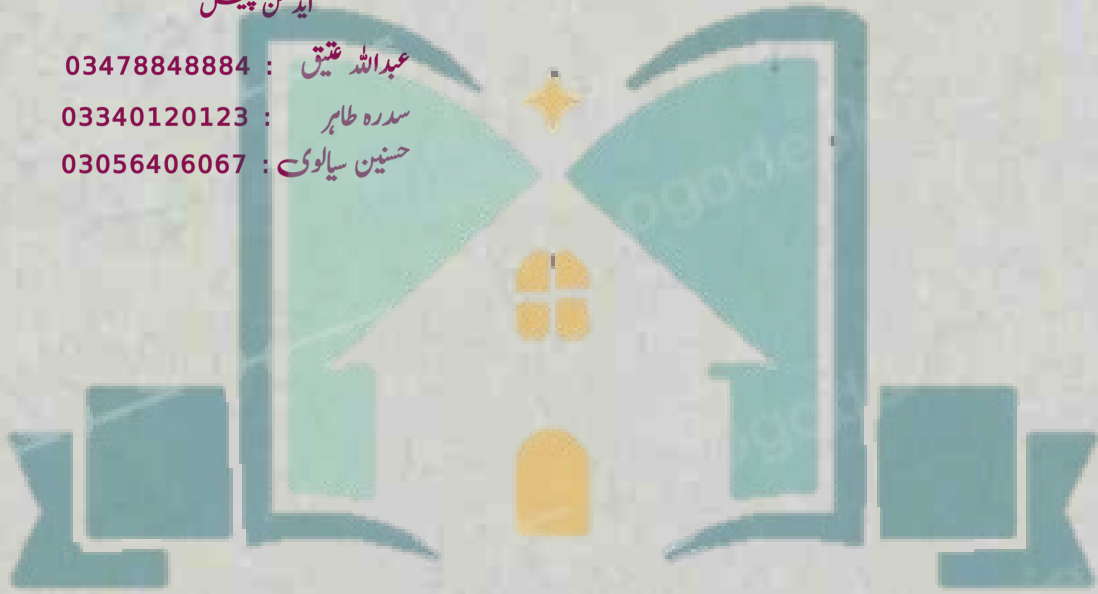 عبداللہ عتیق : 03478848884
سدرہ طاہر : 03340120123
حسنین سیالوی : 03056406067